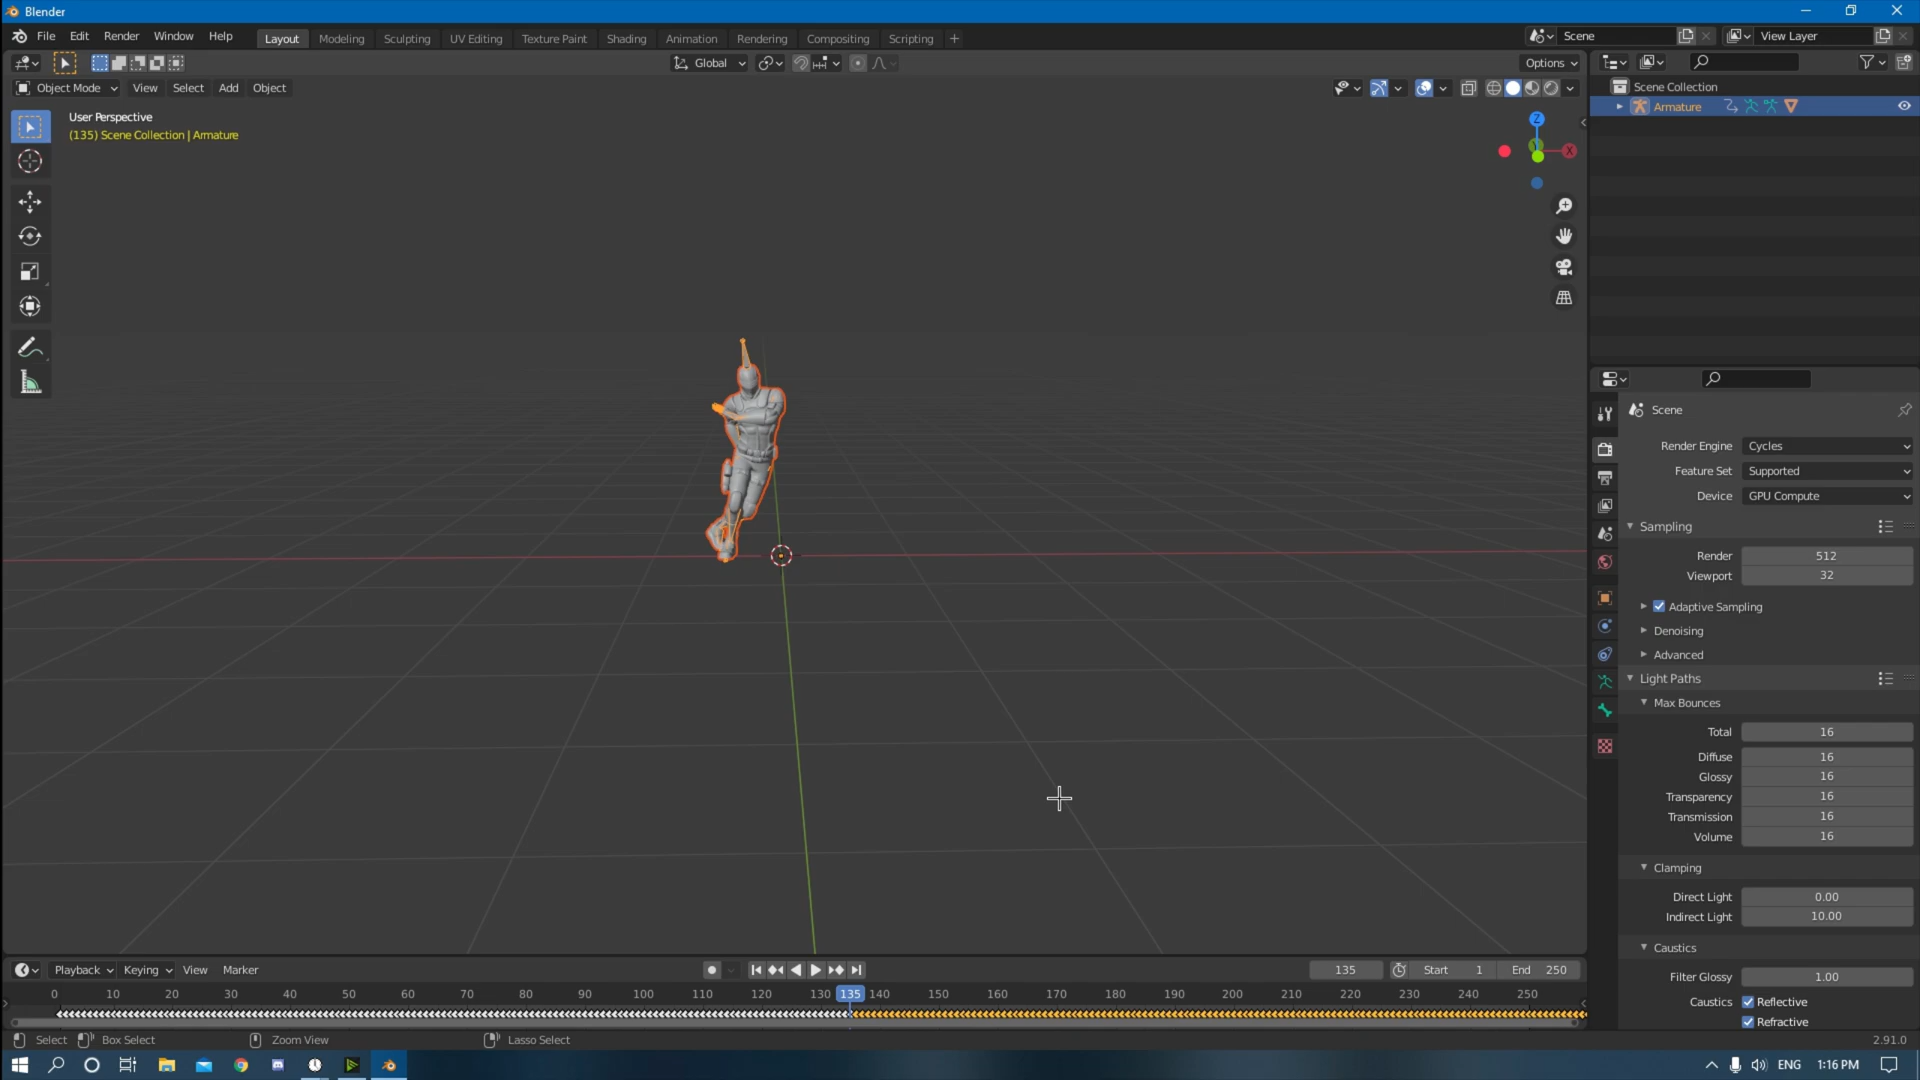 Blender
File Edit Render Window Help Layout Modeling Sculpting UV Editing Texture Paint Shading Animation Rendering Compositing Scripting + Scene View Layer
Global Options
Object Mode View Select Add Object
User Perspective
(135) Scene Collection | Armature
Z
X
Scene Collection
Armature
Scene
Render Engine Cycles
Feature Set Supported
Device GPU Compute
Sampling
Render 512
Viewport 32
Adaptive Sampling
Denoising
Advanced
Light Paths
Max Bounces
Total 16
Diffuse 16
Glossy 16
Transparency 16
Transmission 16
Volume 16
Clamping
Direct Light 0.00
Indirect Light 10.00
Caustics
Filter Glossy 1.00
Caustics Reflective
Refractive
Playback Keying View Marker 135 Start 1 End 250
0 10 20 30 40 50 60 70 80 90 100 110 120 130 135 140 150 160 170 180 190 200 210 220 230 240 250
Select Box Select Zoom View Lasso Select 2.91.0
ENG 1:16 PM